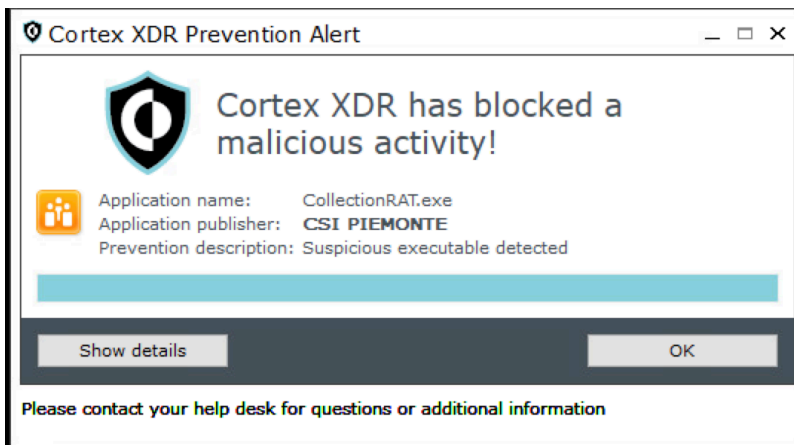 Cortex XDR Prevention Alert
Cortex XDR has blocked a
malicious activity!
Application name: CollectionRAT.exe
Application publisher: CSI PIEMONTE
Prevention description: Suspicious executable detected
Show details OK
Please contact your help desk for questions or additional information